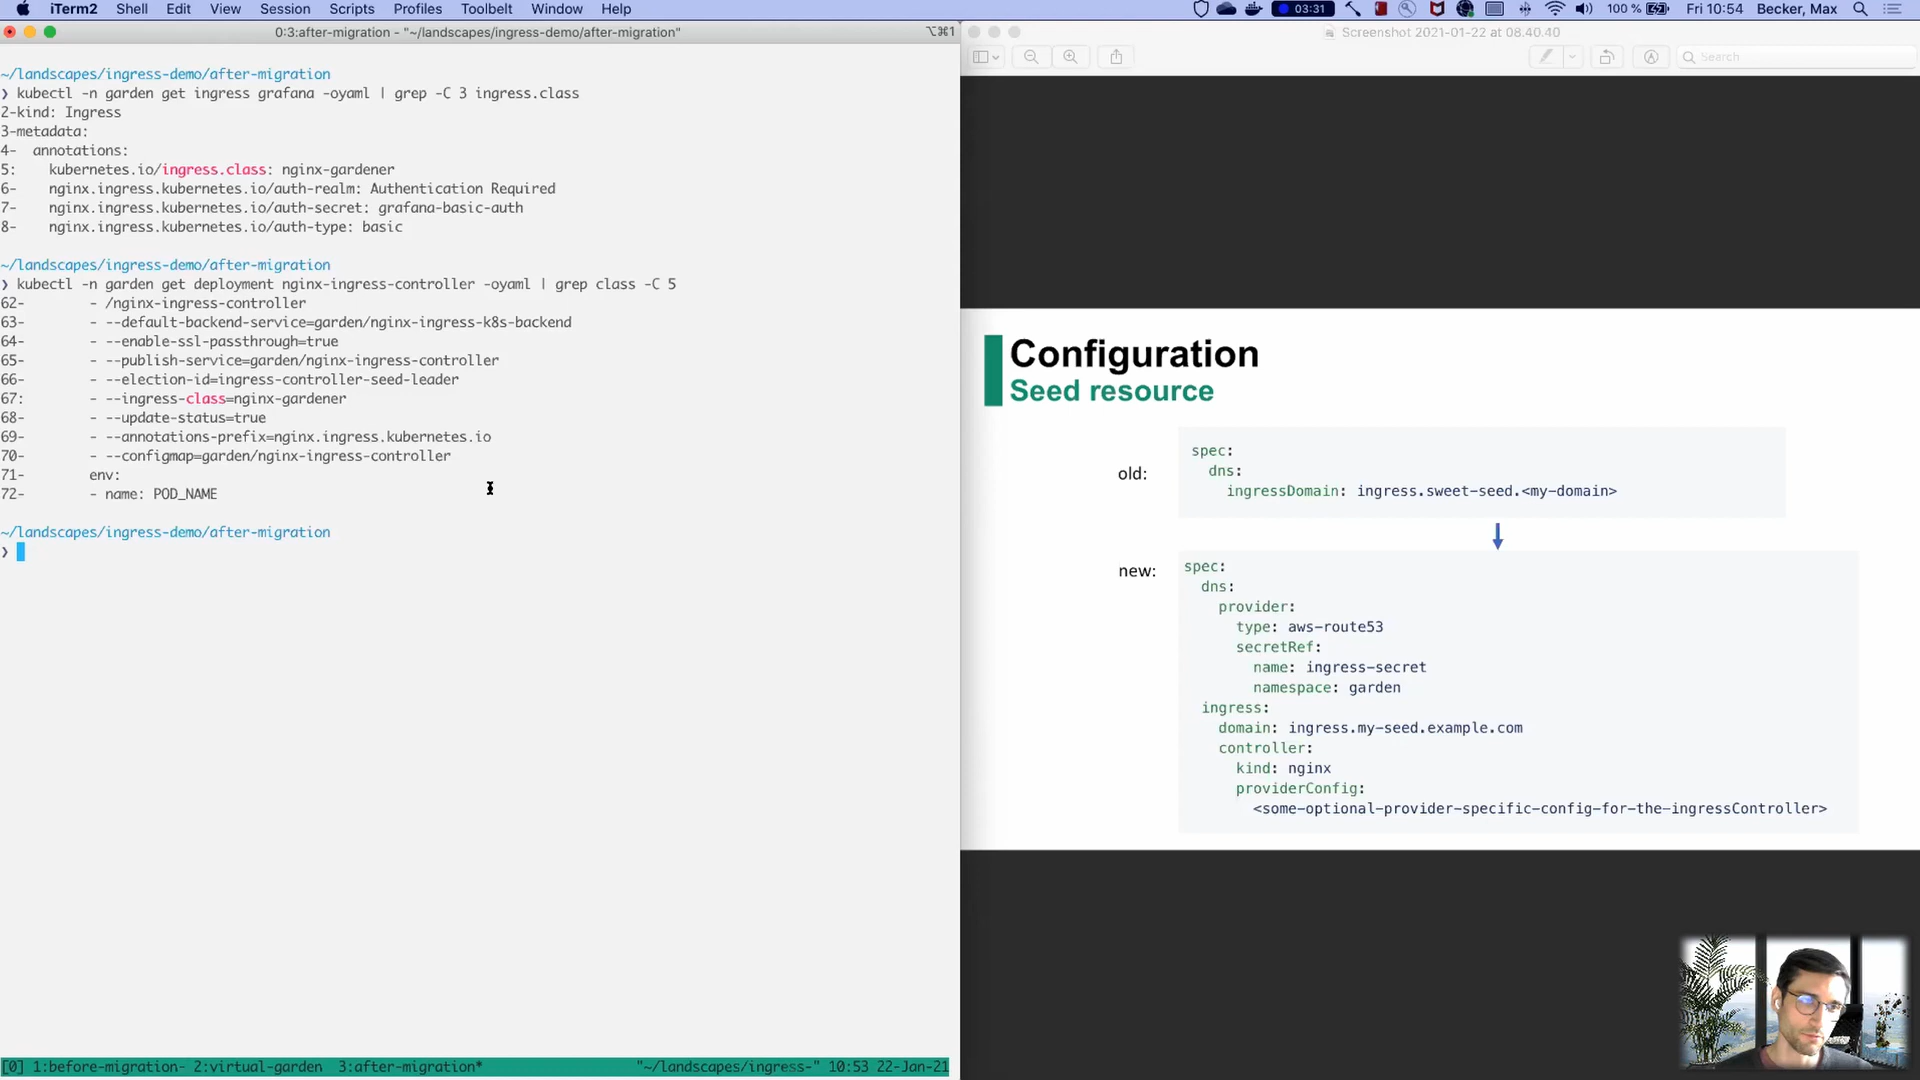 iTerm2 Shell Edit View Session Scripts Profiles Toolbelt Window Help
03:31
100 %
Fri 10:54 Becker, Max
0:3:after-migration - "~/landscapes/ingress-demo/after-migration"
⌥⌘1
~/landscapes/ingress-demo/after-migration
❯ kubectl -n garden get ingress grafana -oyaml | grep -C 3 ingress.class
2-kind: Ingress
3-metadata:
4-  annotations:
5:    kubernetes.io/ingress.class: nginx-gardener
6-    nginx.ingress.kubernetes.io/auth-realm: Authentication Required
7-    nginx.ingress.kubernetes.io/auth-secret: grafana-basic-auth
8-    nginx.ingress.kubernetes.io/auth-type: basic
~/landscapes/ingress-demo/after-migration
❯ kubectl -n garden get deployment nginx-ingress-controller -oyaml | grep class -C 5
62-        - /nginx-ingress-controller
63-        - --default-backend-service=garden/nginx-ingress-k8s-backend
64-        - --enable-ssl-passthrough=true
65-        - --publish-service=garden/nginx-ingress-controller
66-        - --election-id=ingress-controller-seed-leader
67:        - --ingress-class=nginx-gardener
68-        - --update-status=true
69-        - --annotations-prefix=nginx.ingress.kubernetes.io
70-        - --configmap=garden/nginx-ingress-controller
71-        env:
72-        - name: POD_NAME
~/landscapes/ingress-demo/after-migration
❯
[0] 1:before-migration- 2:virtual-garden 3:after-migration*
"~/landscapes/ingress-" 10:53 22-Jan-21
Screenshot 2021-01-22 at 08.40.40
Search
Configuration
Seed resource
old:
spec:
dns:
ingressDomain: ingress.sweet-seed.<my-domain>
new:
spec:
dns:
provider:
type: aws-route53
secretRef:
name: ingress-secret
namespace: garden
ingress:
domain: ingress.my-seed.example.com
controller:
kind: nginx
providerConfig:
<some-optional-provider-specific-config-for-the-ingressController>